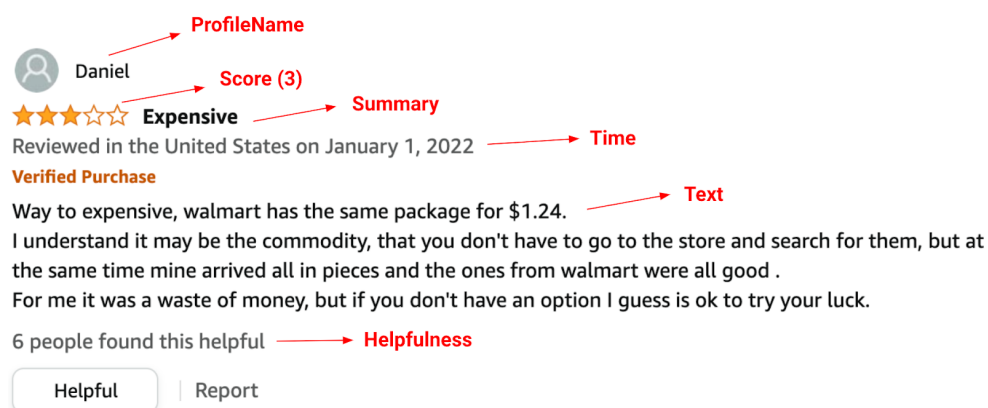 ProfileName
Daniel
Score (3)
Expensive
Summary
Reviewed in the United States on January 1, 2022
Time
Verified Purchase
Text
Way to expensive, walmart has the same package for $1.24.
I understand it may be the commodity, that you don't have to go to the store and search for them, but at
the same time mine arrived all in pieces and the ones from walmart were all good .
For me it was a waste of money, but if you don't have an option I guess is ok to try your luck.
6 people found this helpful
Helpfulness
Helpful
Report